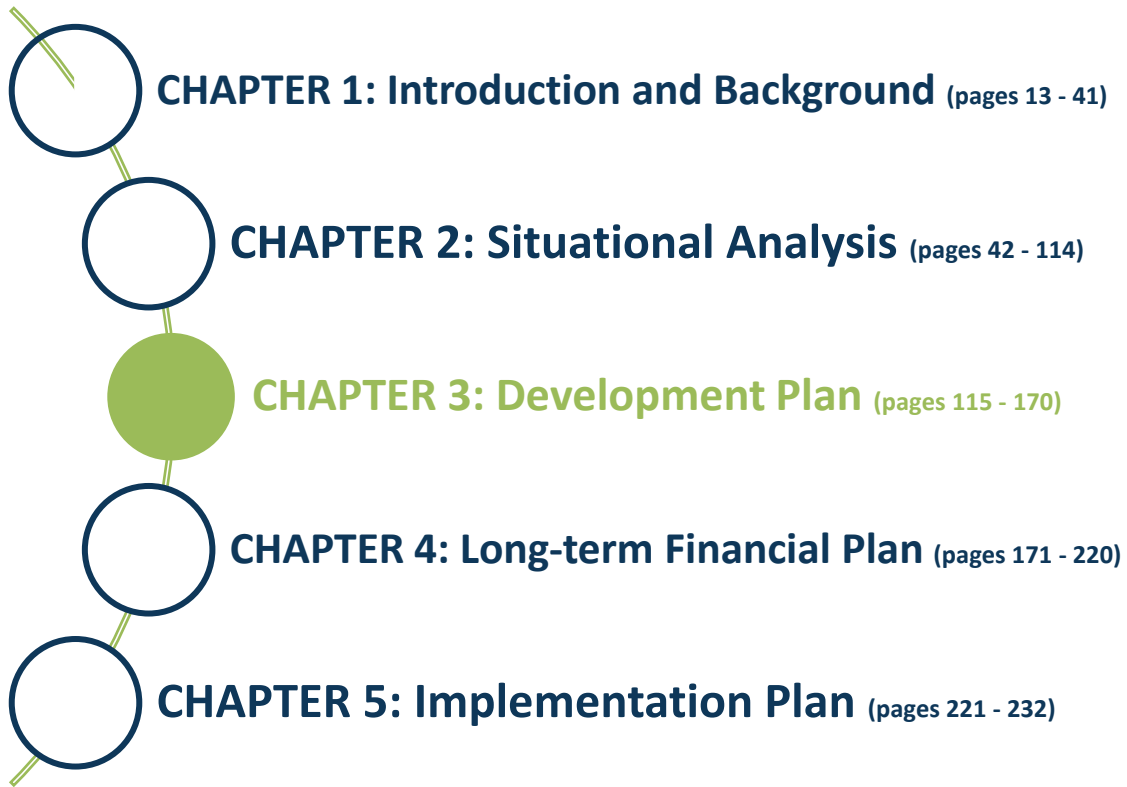 CHAPTER 1: Introduction and Background (pages 13 - 41)
CHAPTER 2: Situational Analysis (pages 42 - 114)
CHAPTER 3: Development Plan (pages 115 - 170)
CHAPTER 4: Long-term Financial Plan (pages 171 - 220)
CHAPTER 5: Implementation Plan (pages 221 - 232)